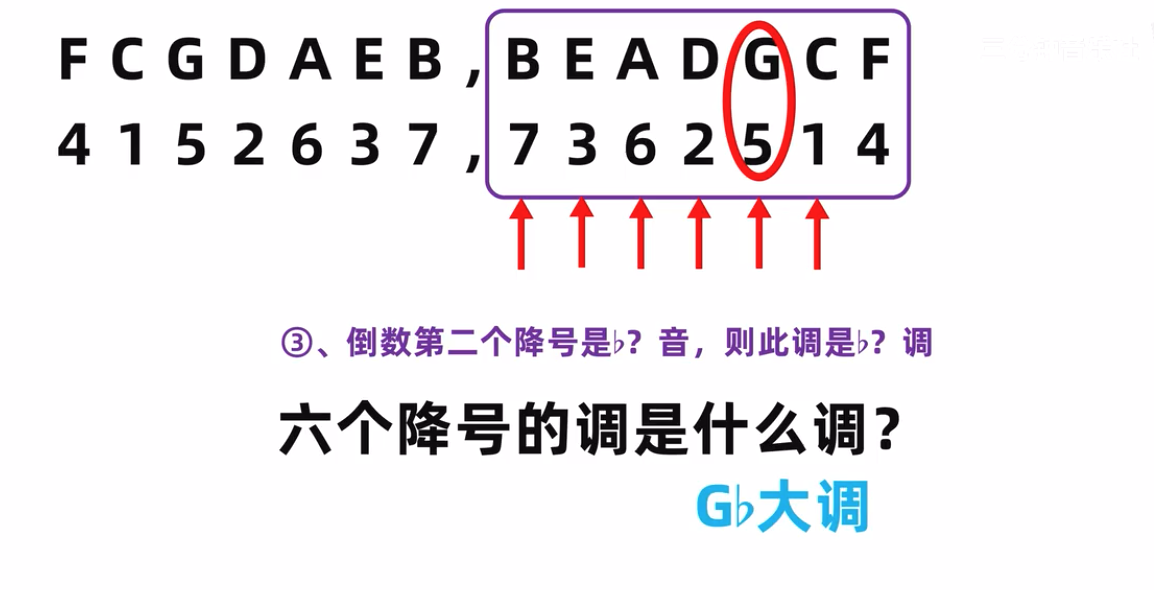 F C G D A E B , B E A D G C F
4 1 5 2 6 3 7 , 7 3 6 2 5 1 4
③、倒数第二个降号是♭? 音，则此调是♭? 调
六个降号的调是什么调?
G♭大调